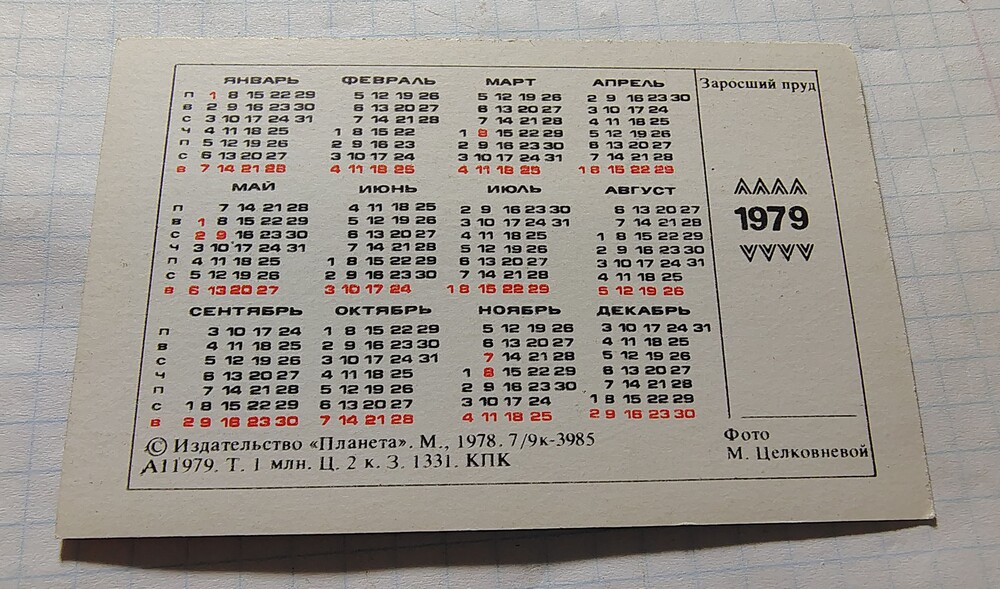 ЯНВАРЬ ФЕВРАЛЬ МАРТ АПРЕЛЬ Заросший пруд
П 1 8 15 22 29 5 12 19 26 5 12 19 26 2 9 16 23 30
В 2 9 16 23 30 6 13 20 27 6 13 20 27 3 10 17 24
С 3 10 17 24 31 7 14 21 28 7 14 21 28 4 11 18 25
Ч 4 11 18 25 1 8 15 22 1 8 15 22 29 5 12 19 26
П 5 12 19 26 2 9 16 23 2 9 16 23 30 6 13 20 27
С 6 13 20 27 3 10 17 24 3 10 17 24 31 7 14 21 28
В 7 14 21 28 4 11 18 25 4 11 18 25 1 8 15 22 29
МАЙ ИЮНЬ ИЮЛЬ АВГУСТ
П 7 14 21 28 4 11 18 25 2 9 16 23 30 6 13 20 27
В 1 8 15 22 29 5 12 19 26 3 10 17 24 31 7 14 21 28
С 2 9 16 23 30 6 13 20 27 4 11 18 25 1 8 15 22 29
Ч 3 10 17 24 31 7 14 21 28 5 12 19 26 2 9 16 23 30
П 4 11 18 25 1 8 15 22 29 6 13 20 27 3 10 17 24 31
С 5 12 19 26 2 9 16 23 30 7 14 21 28 4 11 18 25
В 6 13 20 27 3 10 17 24 1 8 15 22 29 5 12 19 26
1979
СЕНТЯБРЬ ОКТЯБРЬ НОЯБРЬ ДЕКАБРЬ
П 3 10 17 24 1 8 15 22 29 5 12 19 26 3 10 17 24 31
В 4 11 18 25 2 9 16 23 30 6 13 20 27 4 11 18 25
С 5 12 19 26 3 10 17 24 31 7 14 21 28 5 12 19 26
Ч 6 13 20 27 4 11 18 25 1 8 15 22 29 6 13 20 27
П 7 14 21 28 5 12 19 26 2 9 16 23 30 7 14 21 28
С 1 8 15 22 29 6 13 20 27 3 10 17 24 1 8 15 22 29
В 2 9 16 23 30 7 14 21 28 4 11 18 25 2 9 16 23 30
© Издательство «Планета». М., 1978. 7/9к-3985
А11979. Т. 1 млн. Ц. 2 к. З. 1331. КПК
Фото
М. Целковневой